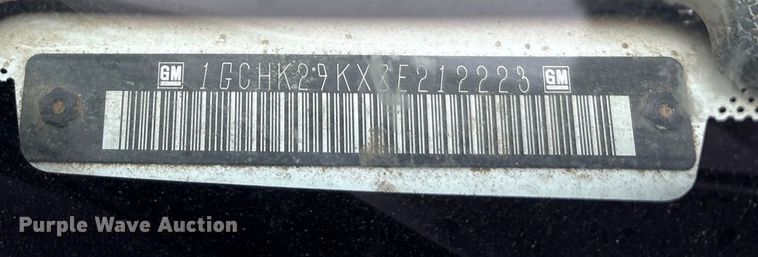 GM 1GCHK29KX8E212223 GM
Purple Wave Auction